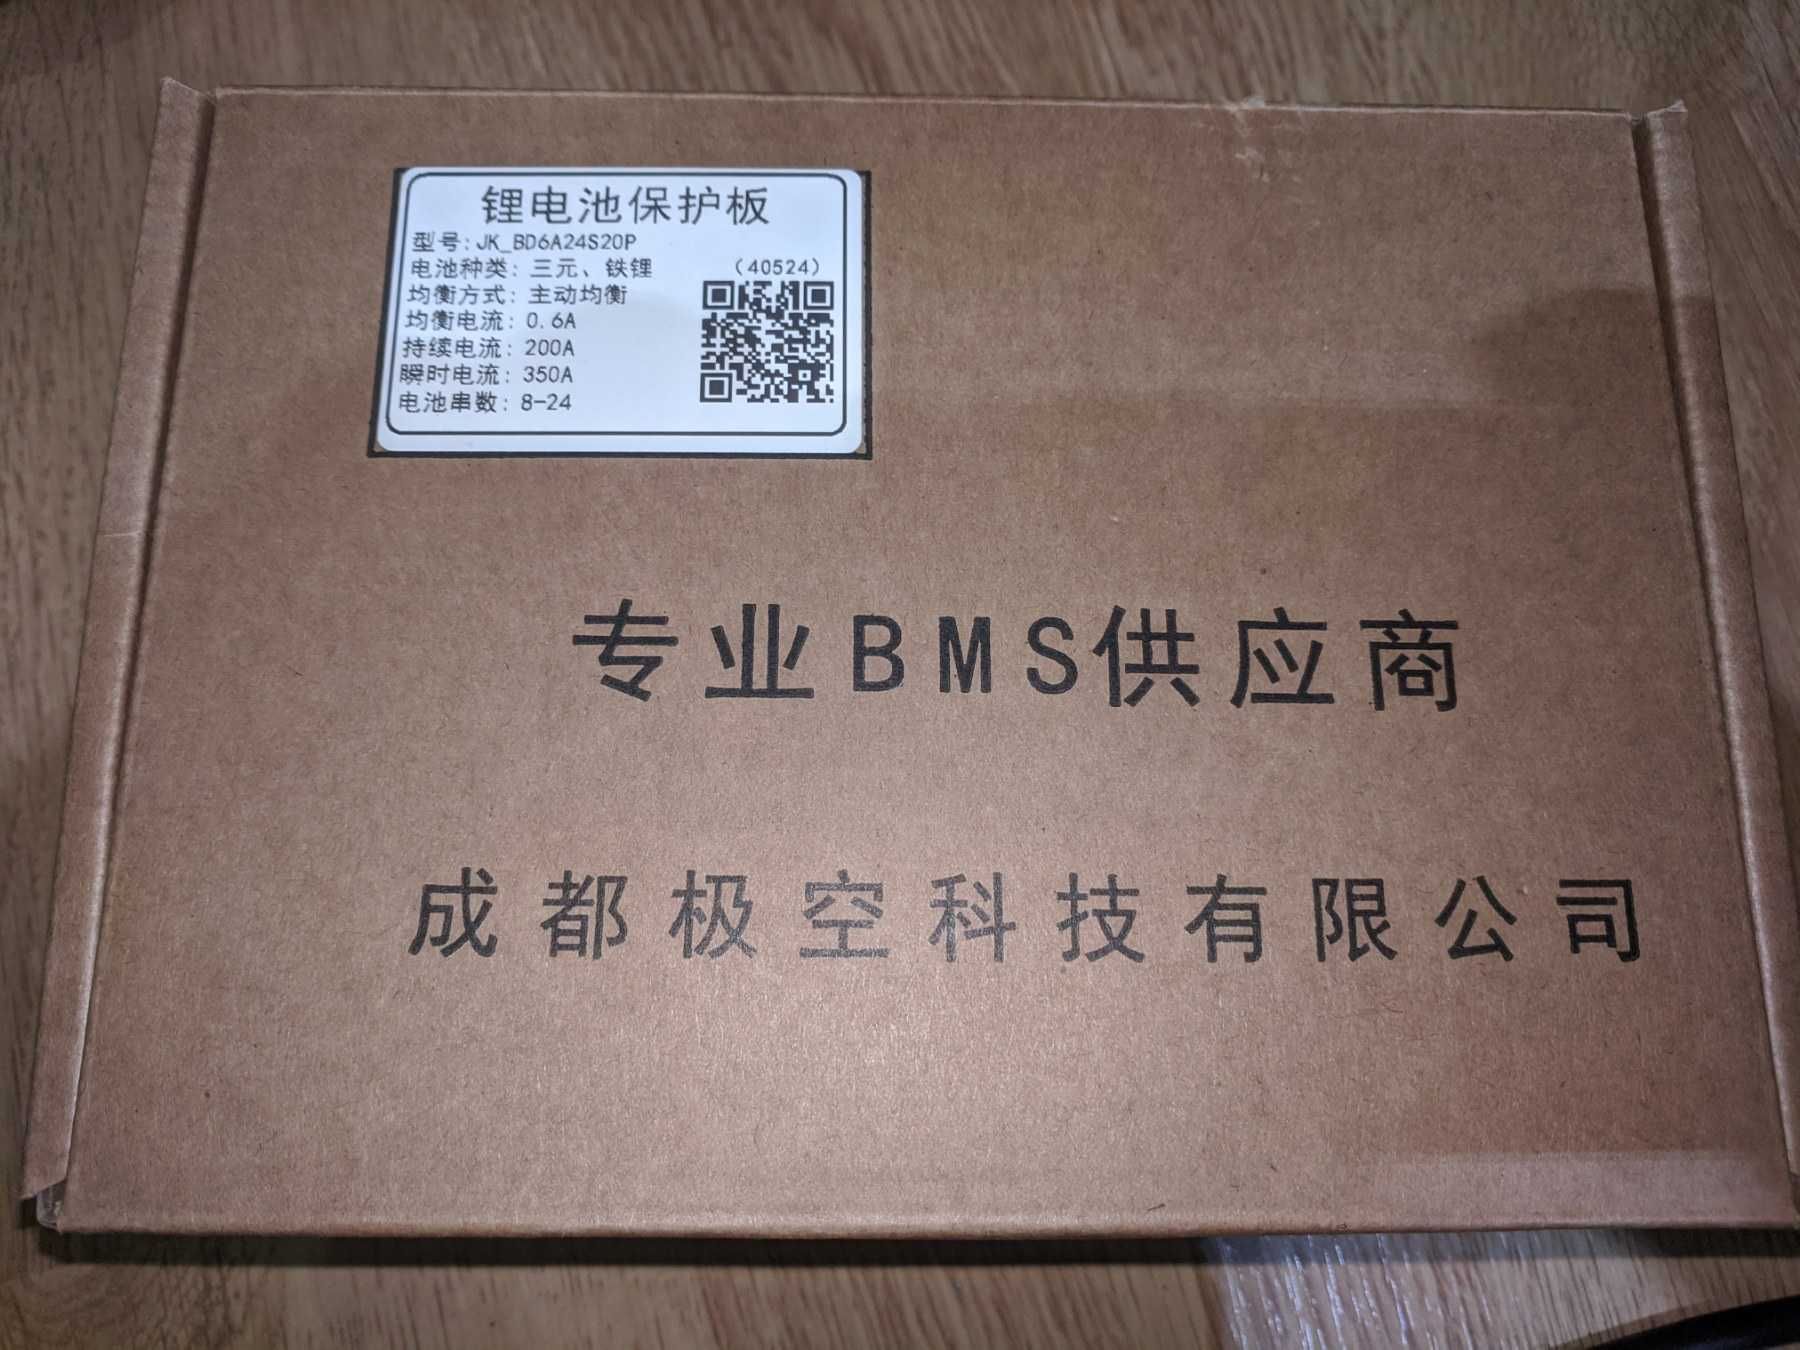 锂电池保护板
型号: JK_BD6A24S20P
电池种类: 三元、铁锂
(40524)
均衡方式: 主动均衡
均衡电流: 0.6A
持续电流: 200A
瞬时电流: 350A
电池串数: 8-24
专业BMS供应商
成都极空科技有限公司